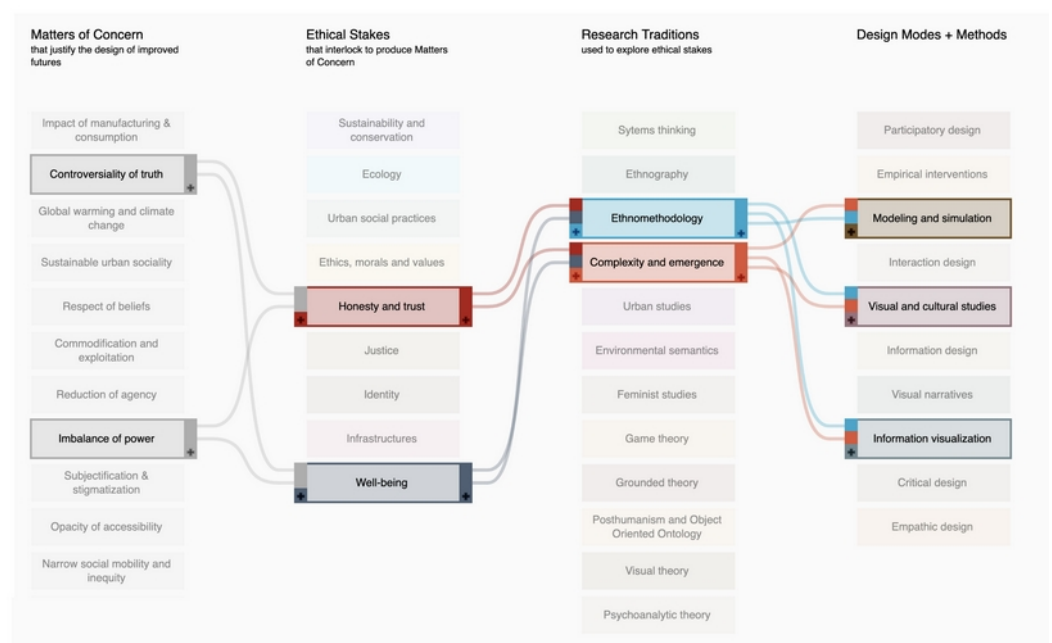 Matters of Concern
that justify the design of improved
futures
Impact of manufacturing &
consumption
Controversiality of truth
Global warming and climate
change
Sustainable urban sociality
Respect of beliefs
Commodification and
exploitation
Reduction of agency
Imbalance of power
Subjectification &
stigmatization
Opacity of accessibility
Narrow social mobility and
inequity
Ethical Stakes
that interlock to produce Matters
of Concern
Sustainability and
conservation
Ecology
Urban social practices
Ethics, morals and values
Honesty and trust
Justice
Identity
Infrastructures
Well-being
Research Traditions
used to explore ethical stakes
Sytems thinking
Ethnography
Ethnomethodology
Complexity and emergence
Urban studies
Environmental semantics
Feminist studies
Game theory
Grounded theory
Posthumanism and Object
Oriented Ontology
Visual theory
Psychoanalytic theory
Design Modes + Methods
Participatory design
Empirical interventions
Modeling and simulation
Interaction design
Visual and cultural studies
Information design
Visual narratives
Information visualization
Critical design
Empathic design